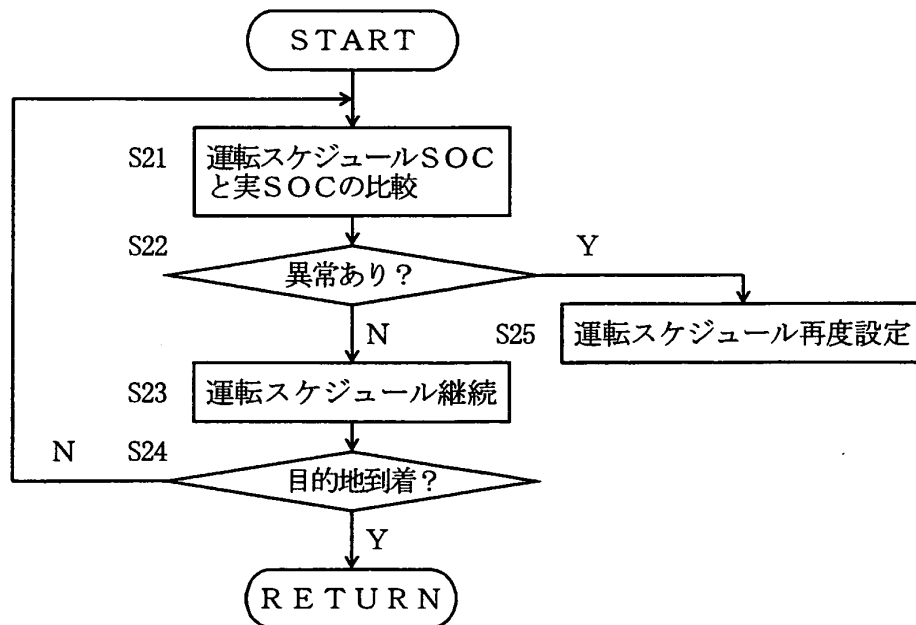 ＳＴＡＲＴ
S21
運転スケジュールＳＯＣ
と実ＳＯＣの比較
S22
異常あり？
Y
N
S25
運転スケジュール再度設定
S23
運転スケジュール継続
N
S24
目的地到着？
Y
ＲＥＴＵＲＮ